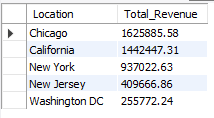 Location Total_Revenue
Chicago 1625885.58
California 1442447.31
New York 937022.63
New Jersey 409666.86
Washington DC 255772.24